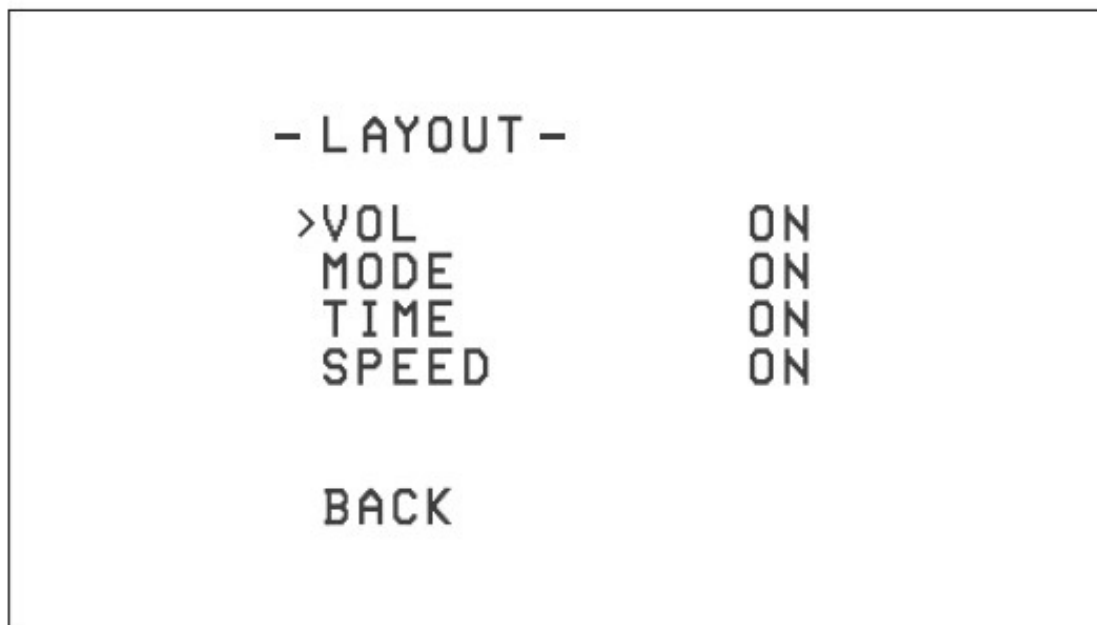 -LAYOUT-
>VOL ON
MODE ON
TIME ON
SPEED ON
BACK